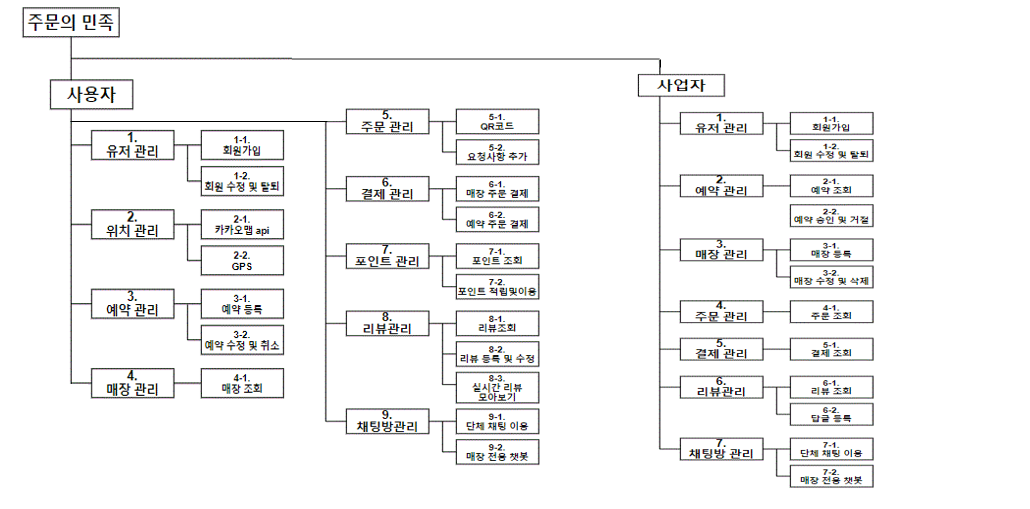 주문의 민족
사용자
1.
유저 관리
1-1.
회원가입
1-2.
회원 수정 및 탈퇴
2.
위치 관리
2-1.
카카오맵 api
2-2.
GPS
3.
예약 관리
3-1.
예약 등록
3-2.
예약 수정 및 취소
4.
매장 관리
4-1.
매장 조회
5.
주문 관리
5-1.
QR코드
5-2.
요청사항 추가
6.
결제 관리
6-1.
매장 주문 결제
6-2.
예약 주문 결제
7.
포인트 관리
7-1.
포인트 조회
7-2.
포인트 적립및이용
8.
리뷰관리
8-1.
리뷰조회
8-2.
리뷰 등록 및 수정
8-3.
실시간 리뷰
모아보기
9.
채팅방관리
9-1.
단체 채팅 이용
9-2.
매장 전용 챗봇
사업자
1.
유저 관리
1-1.
회원가입
1-2.
회원 수정 및 탈퇴
2.
예약 관리
2-1.
예약 조회
2-2.
예약 승인 및 거절
3.
매장 관리
3-1.
매장 등록
3-2.
매장 수정 및 삭제
4.
주문 관리
4-1.
주문 조회
5.
결제 관리
5-1.
결제 조회
6.
리뷰관리
6-1.
리뷰 조회
6-2.
답글 등록
7.
채팅방 관리
7-1.
단체 채팅 이용
7-2.
매장 전용 챗봇